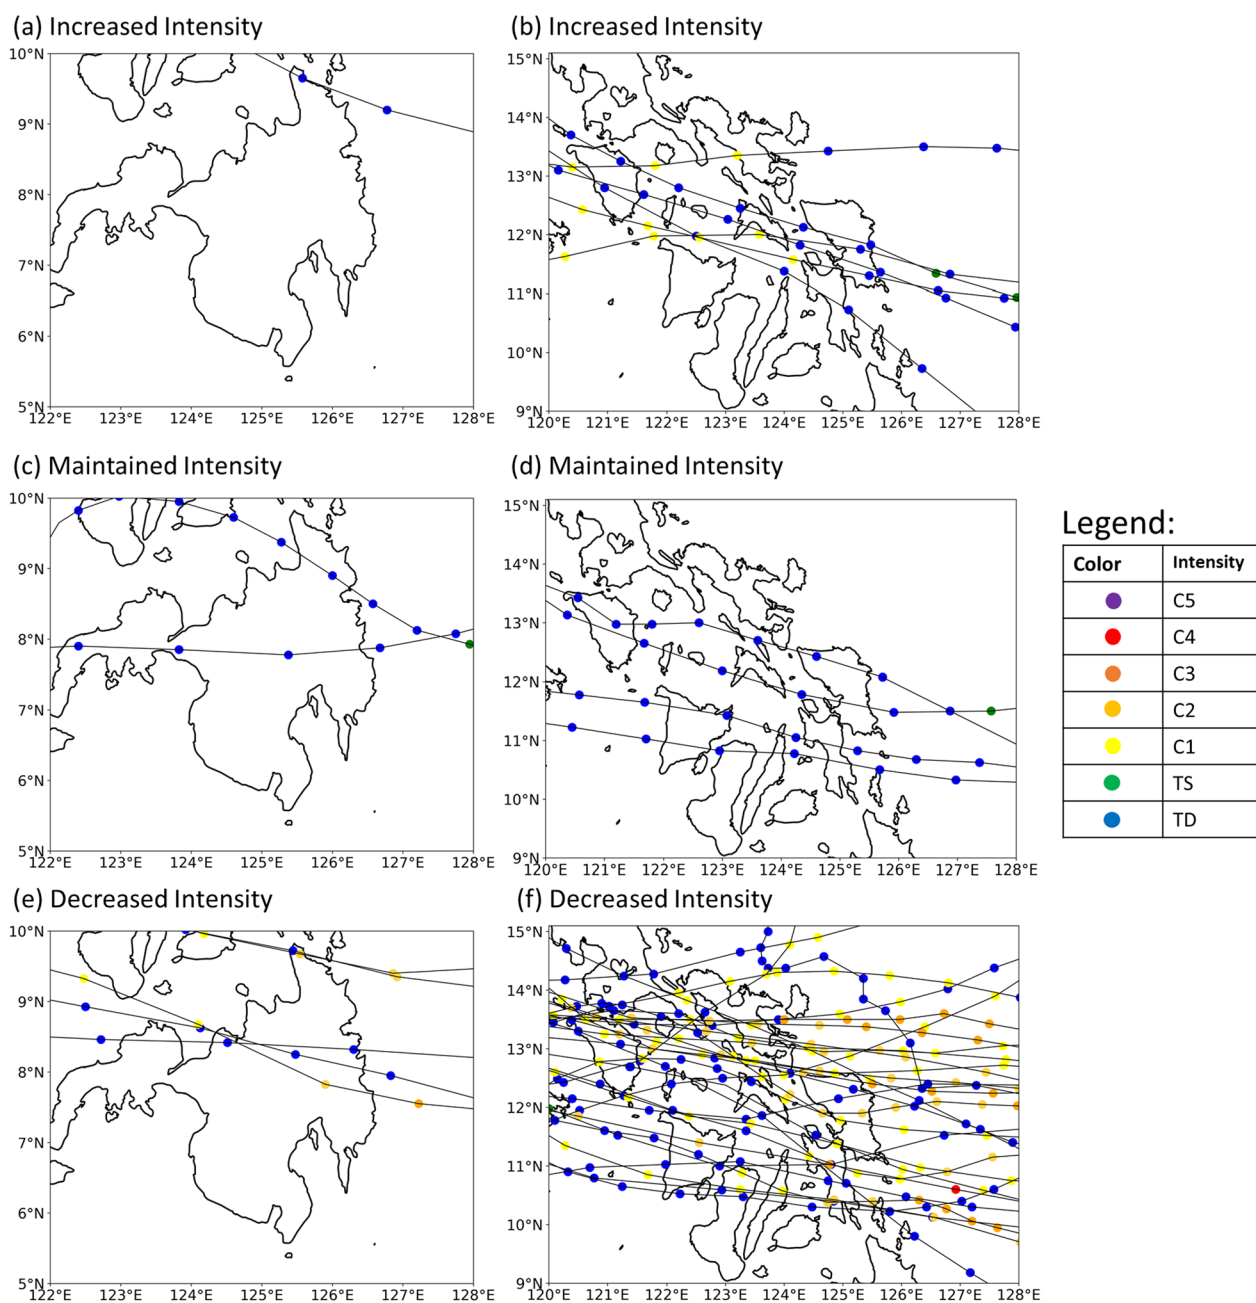 (a) Increased Intensity
(b) Increased Intensity
10°N
9°N
8°N
7°N
6°N
5°N
122°E 123°E 124°E 125°E 126°E 127°E 128°E
15°N
14°N
13°N
12°N
11°N
10°N
9°N
120°E 121°E 122°E 123°E 124°E 125°E 126°E 127°E 128°E
(c) Maintained Intensity
(d) Maintained Intensity
10°N
9°N
8°N
7°N
6°N
5°N
122°E 123°E 124°E 125°E 126°E 127°E 128°E
15°N
14°N
13°N
12°N
11°N
10°N
9°N
120°E 121°E 122°E 123°E 124°E 125°E 126°E 127°E 128°E
Legend:
Color Intensity
C5
C4
C3
C2
C1
TS
TD
(e) Decreased Intensity
(f) Decreased Intensity
10°N
9°N
8°N
7°N
6°N
5°N
122°E 123°E 124°E 125°E 126°E 127°E 128°E
15°N
14°N
13°N
12°N
11°N
10°N
9°N
120°E 121°E 122°E 123°E 124°E 125°E 126°E 127°E 128°E